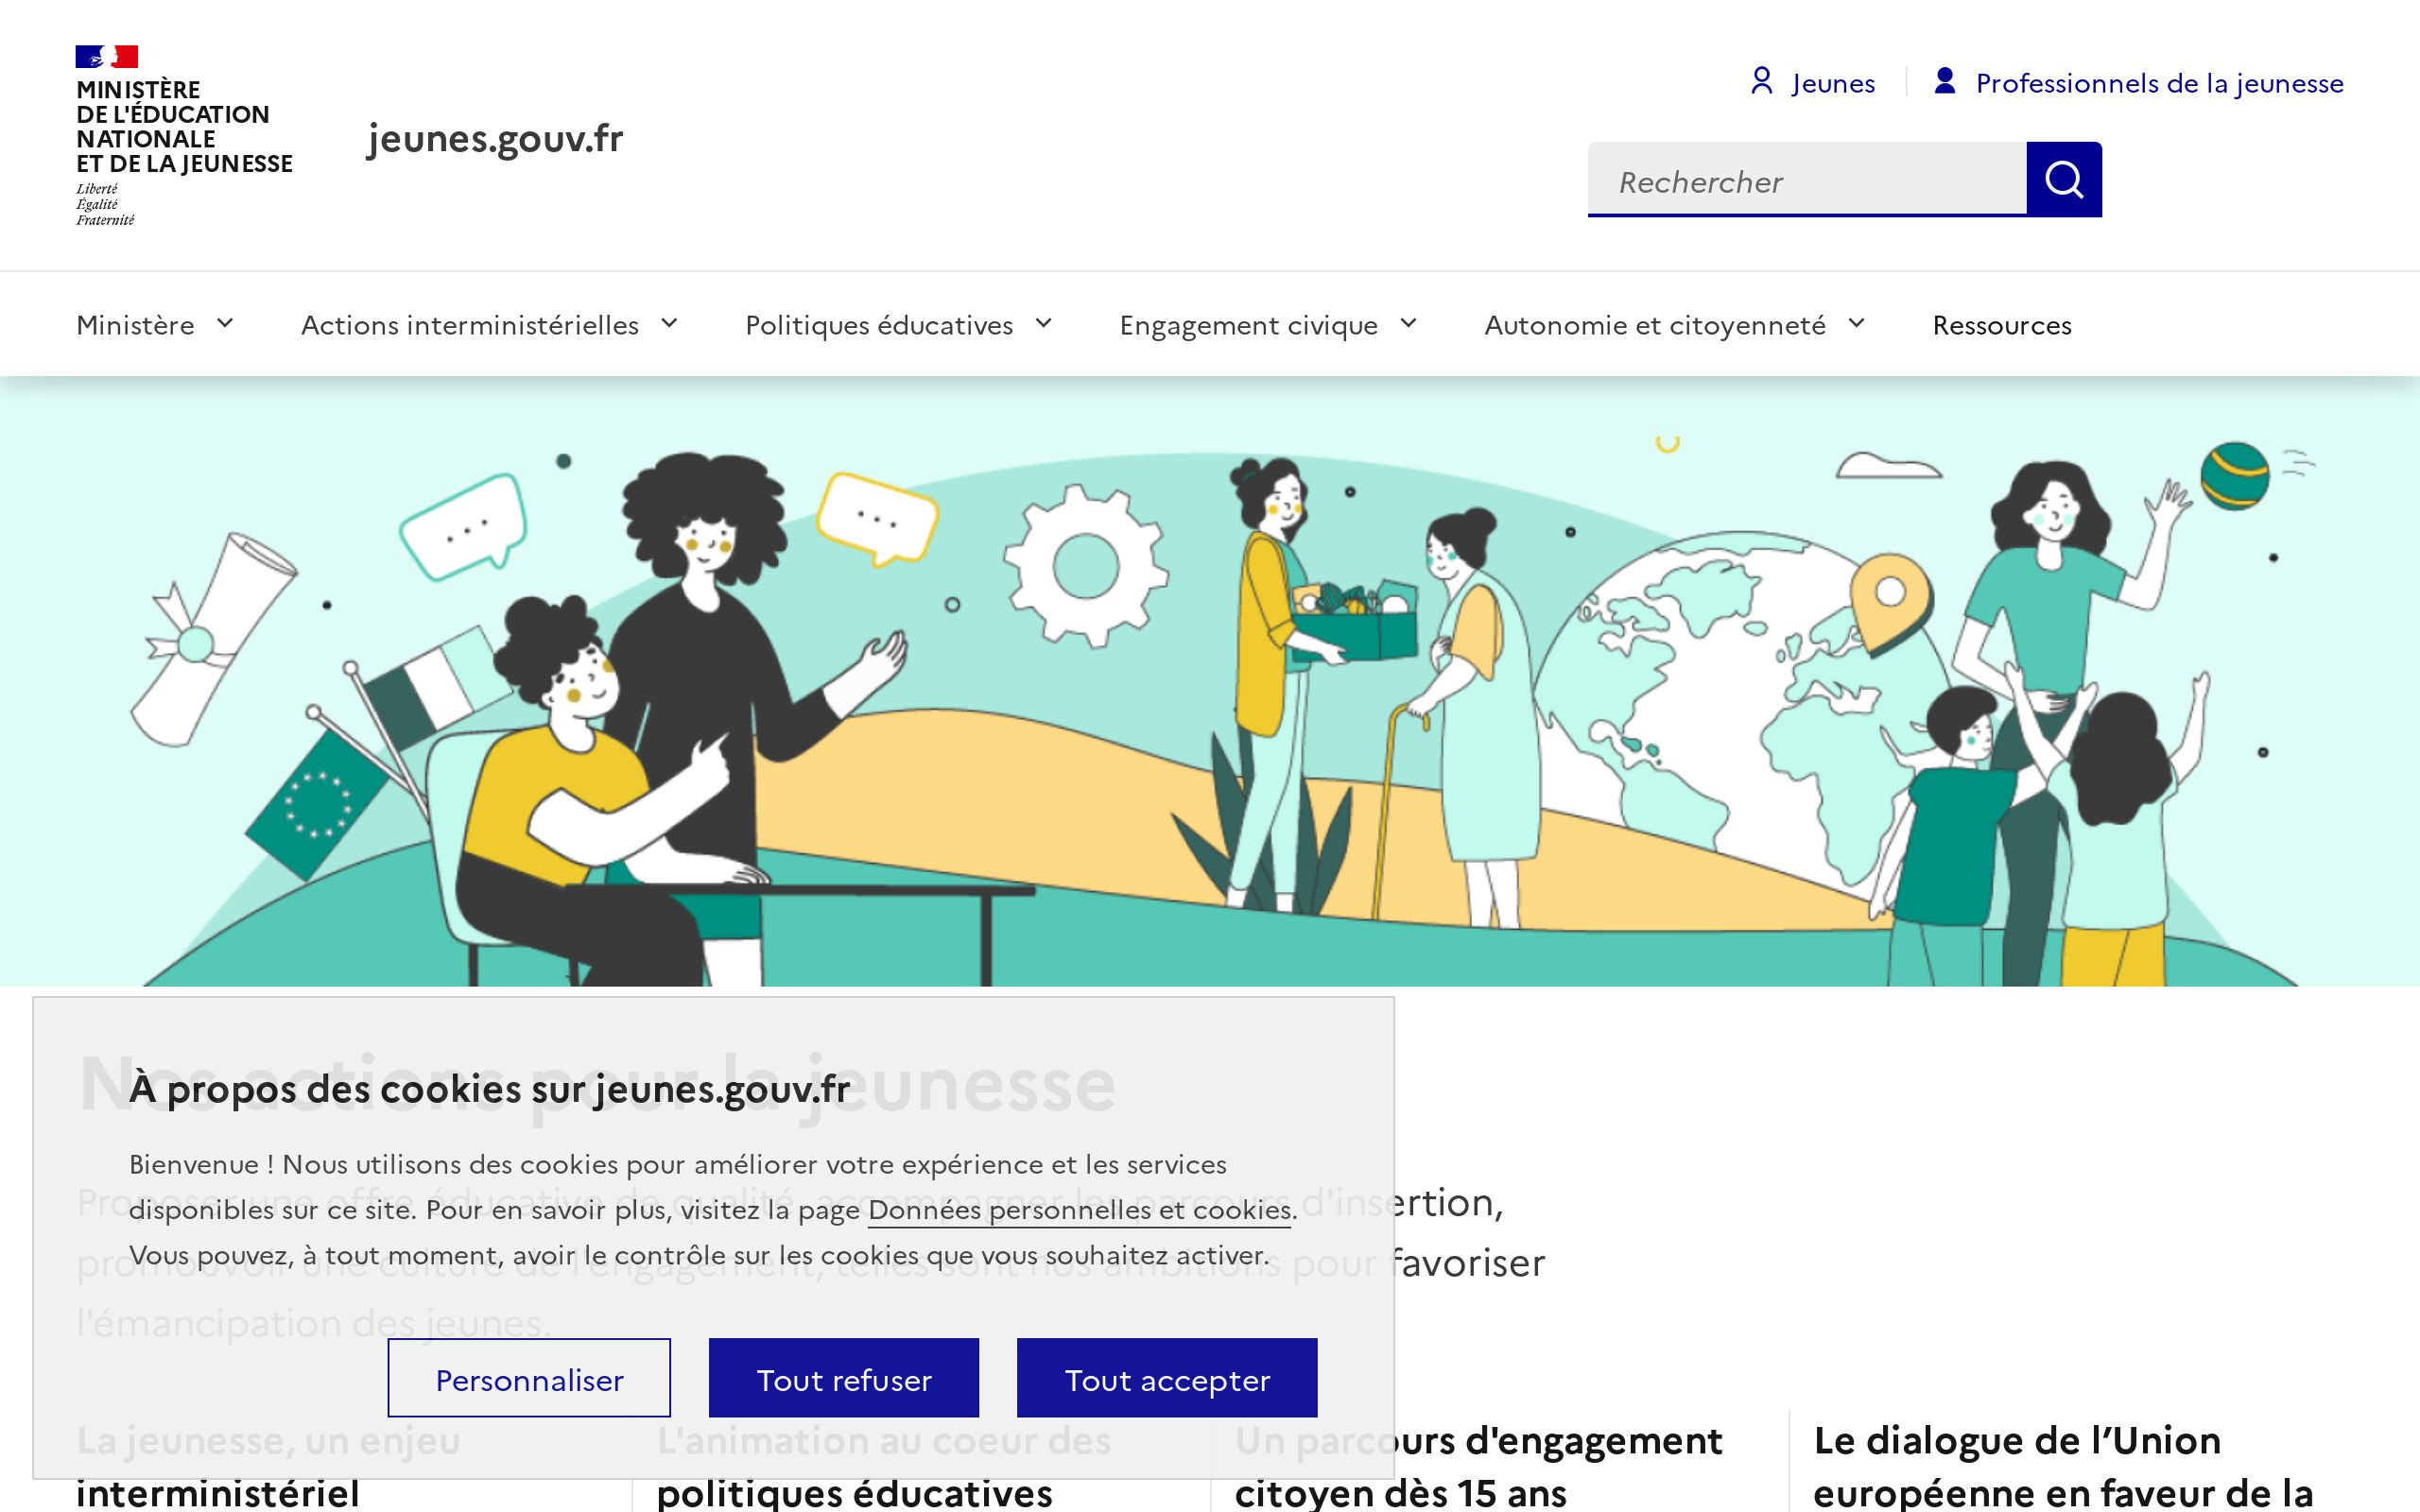 MINISTÈRE
DE L'ÉDUCATION
NATIONALE
ET DE LA JEUNESSE
Liberté
Égalité
Fraternité
jeunes.gouv.fr
Jeunes
Professionnels de la jeunesse
Rechercher
Ministère
Actions interministérielles
Politiques éducatives
Engagement civique
Autonomie et citoyenneté
Ressources
Nos actions pour la jeunesse
Proposer une offre éducative de qualité, accompagner les parcours d'insertion,
promouvoir une culture de l'engagement, telles sont nos ambitions pour favoriser
l'émancipation des jeunes.
À propos des cookies sur jeunes.gouv.fr
Bienvenue ! Nous utilisons des cookies pour améliorer votre expérience et les services
disponibles sur ce site. Pour en savoir plus, visitez la page Données personnelles et cookies.
Vous pouvez, à tout moment, avoir le contrôle sur les cookies que vous souhaitez activer.
Personnaliser
Tout refuser
Tout accepter
La jeunesse, un enjeu
interministériel
L'animation au coeur des
politiques éducatives
Un parcours d'engagement
citoyen dès 15 ans
Le dialogue de l’Union
européenne en faveur de la